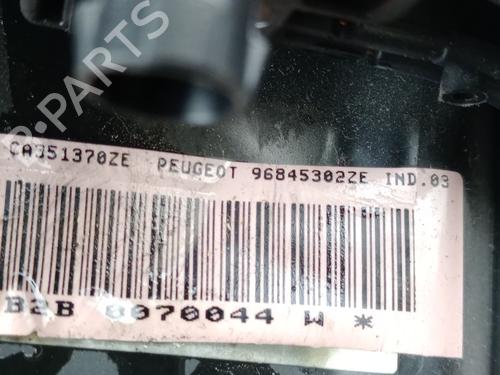 B-PARTS
CA351370ZE PEUGEOT 96845302ZE IND.03
B2B 0070044 W *